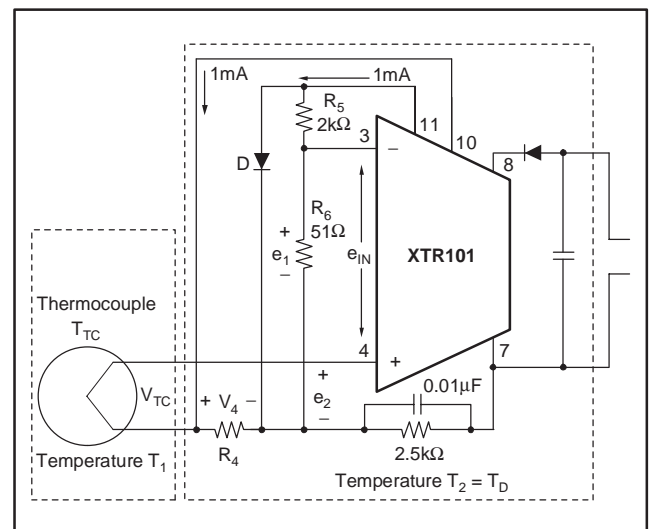 1mA
1mA
R5
2kΩ
11
10
3
–
8
D
R6
51Ω
+
e1
–
eIN
XTR101
Thermocouple
TTC
4
+
7
VTC
+
e2
–
0.01µF
+ V4 –
R4
2.5kΩ
Temperature T1
Temperature T2 = TD